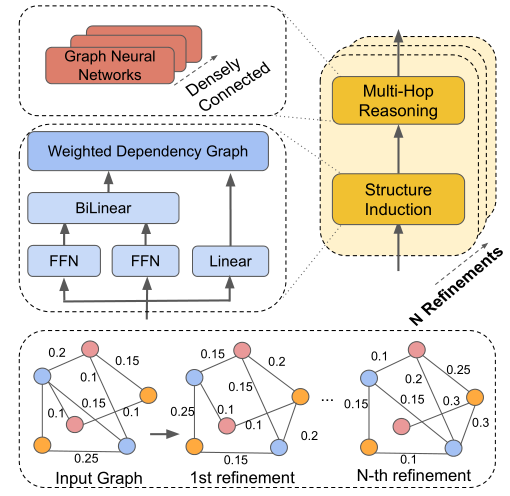 Graph Neural
Networks
Densely
Connected
Multi-Hop
Reasoning
Weighted Dependency Graph
BiLinear
FFN
FFN
Linear
Structure
Induction
N Refinements
0.2
0.15
0.1
0.15
0.1
0.1
0.25
Input Graph
0.15
0.2
0.15
0.25
0.1
0.1
0.2
0.15
1st refinement
...
0.1
0.25
0.2
0.15
0.15
0.3
0.3
0.1
N-th refinement